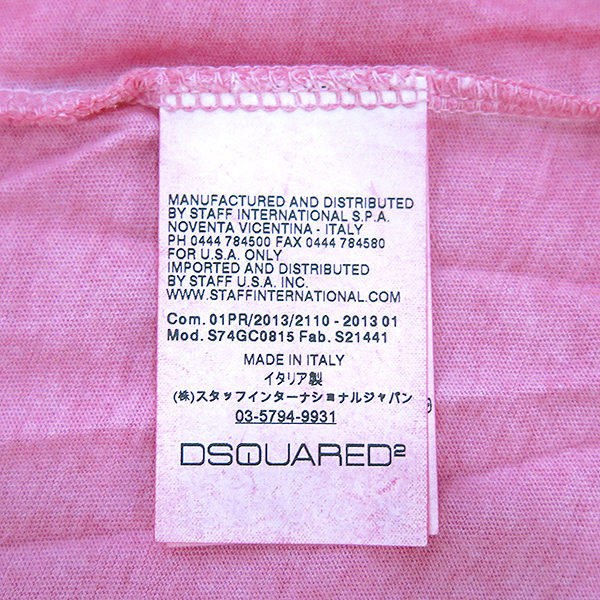 MANUFACTURED AND DISTRIBUTED
BY STAFF INTERNATIONAL S.P.A.
NOVENTA VICENTINA - ITALY
PH 0444 784500 FAX 0444 784580
FOR U.S.A. ONLY
IMPORTED AND DISTRIBUTED
BY STAFF U.S.A. INC.
WWW.STAFFINTERNATIONAL.COM
Com. 01PR/2013/2110 - 2013 01
Mod. S74GC0815 Fab. S21441
MADE IN ITALY
イタリア製
(株)スタッフインターナショナルジャパン
03-5794-9931
DSQUARED²